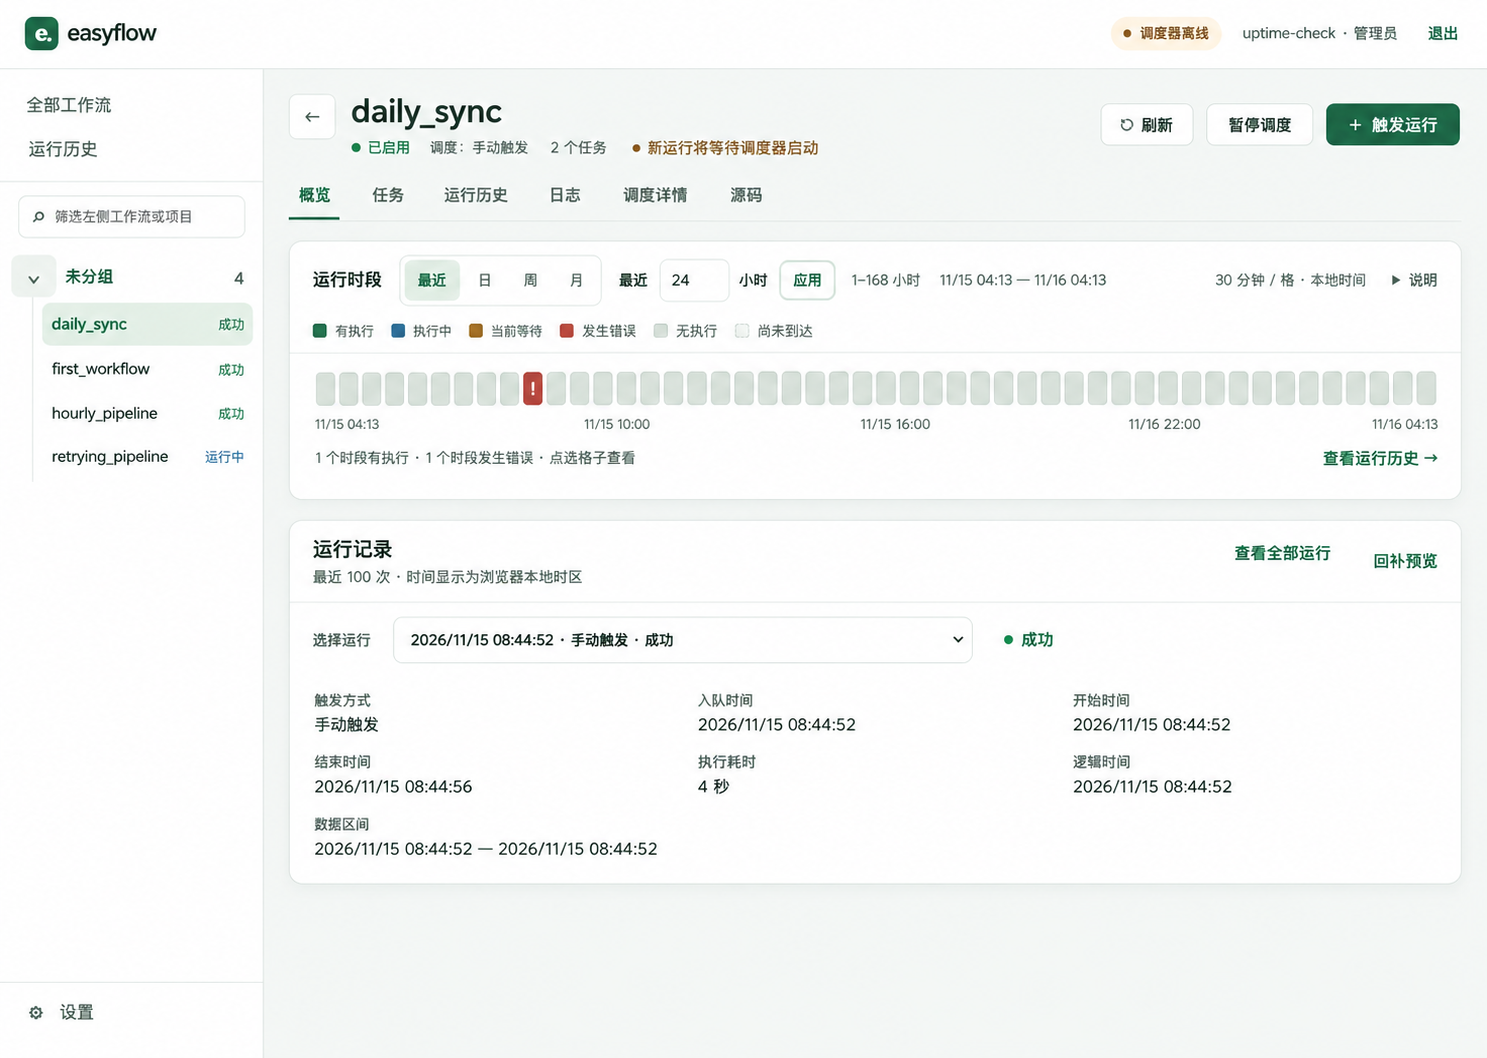 e. easyflow
调度器离线 uptime-check · 管理员 退出
全部工作流
运行历史
筛选左侧工作流或项目
未分组 4
daily_sync 成功
first_workflow 成功
hourly_pipeline 成功
retrying_pipeline 运行中
设置
← daily_sync
已启用 调度：手动触发 2 个任务 新运行将等待调度器启动
刷新 暂停调度 + 触发运行
概览 任务 运行历史 日志 调度详情 源码
运行时段 最近 日 周 月 最近 24 小时 应用 1–168 小时 11/15 04:13 — 11/16 04:13 30 分钟 / 格 · 本地时间 说明
有执行 执行中 当前等待 发生错误 无执行 尚未到达
!
11/15 04:13 11/15 10:00 11/15 16:00 11/16 22:00 11/16 04:13
1 个时段有执行 · 1 个时段发生错误 · 点选格子查看 查看运行历史 →
运行记录
最近 100 次 · 时间显示为浏览器本地时区
查看全部运行 回补预览
选择运行 2026/11/15 08:44:52 · 手动触发 · 成功 成功
触发方式 入队时间 开始时间
手动触发 2026/11/15 08:44:52 2026/11/15 08:44:52
结束时间 执行耗时 逻辑时间
2026/11/15 08:44:56 4 秒 2026/11/15 08:44:52
数据区间
2026/11/15 08:44:52 — 2026/11/15 08:44:52